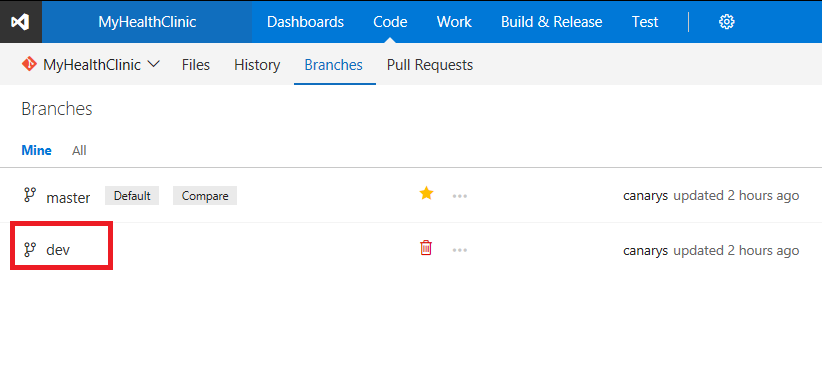 MyHealthClinic Dashboards Code Work Build & Release Test
MyHealthClinic Files History Branches Pull Requests
Branches
Mine All
master Default Compare canarys updated 2 hours ago
dev canarys updated 2 hours ago